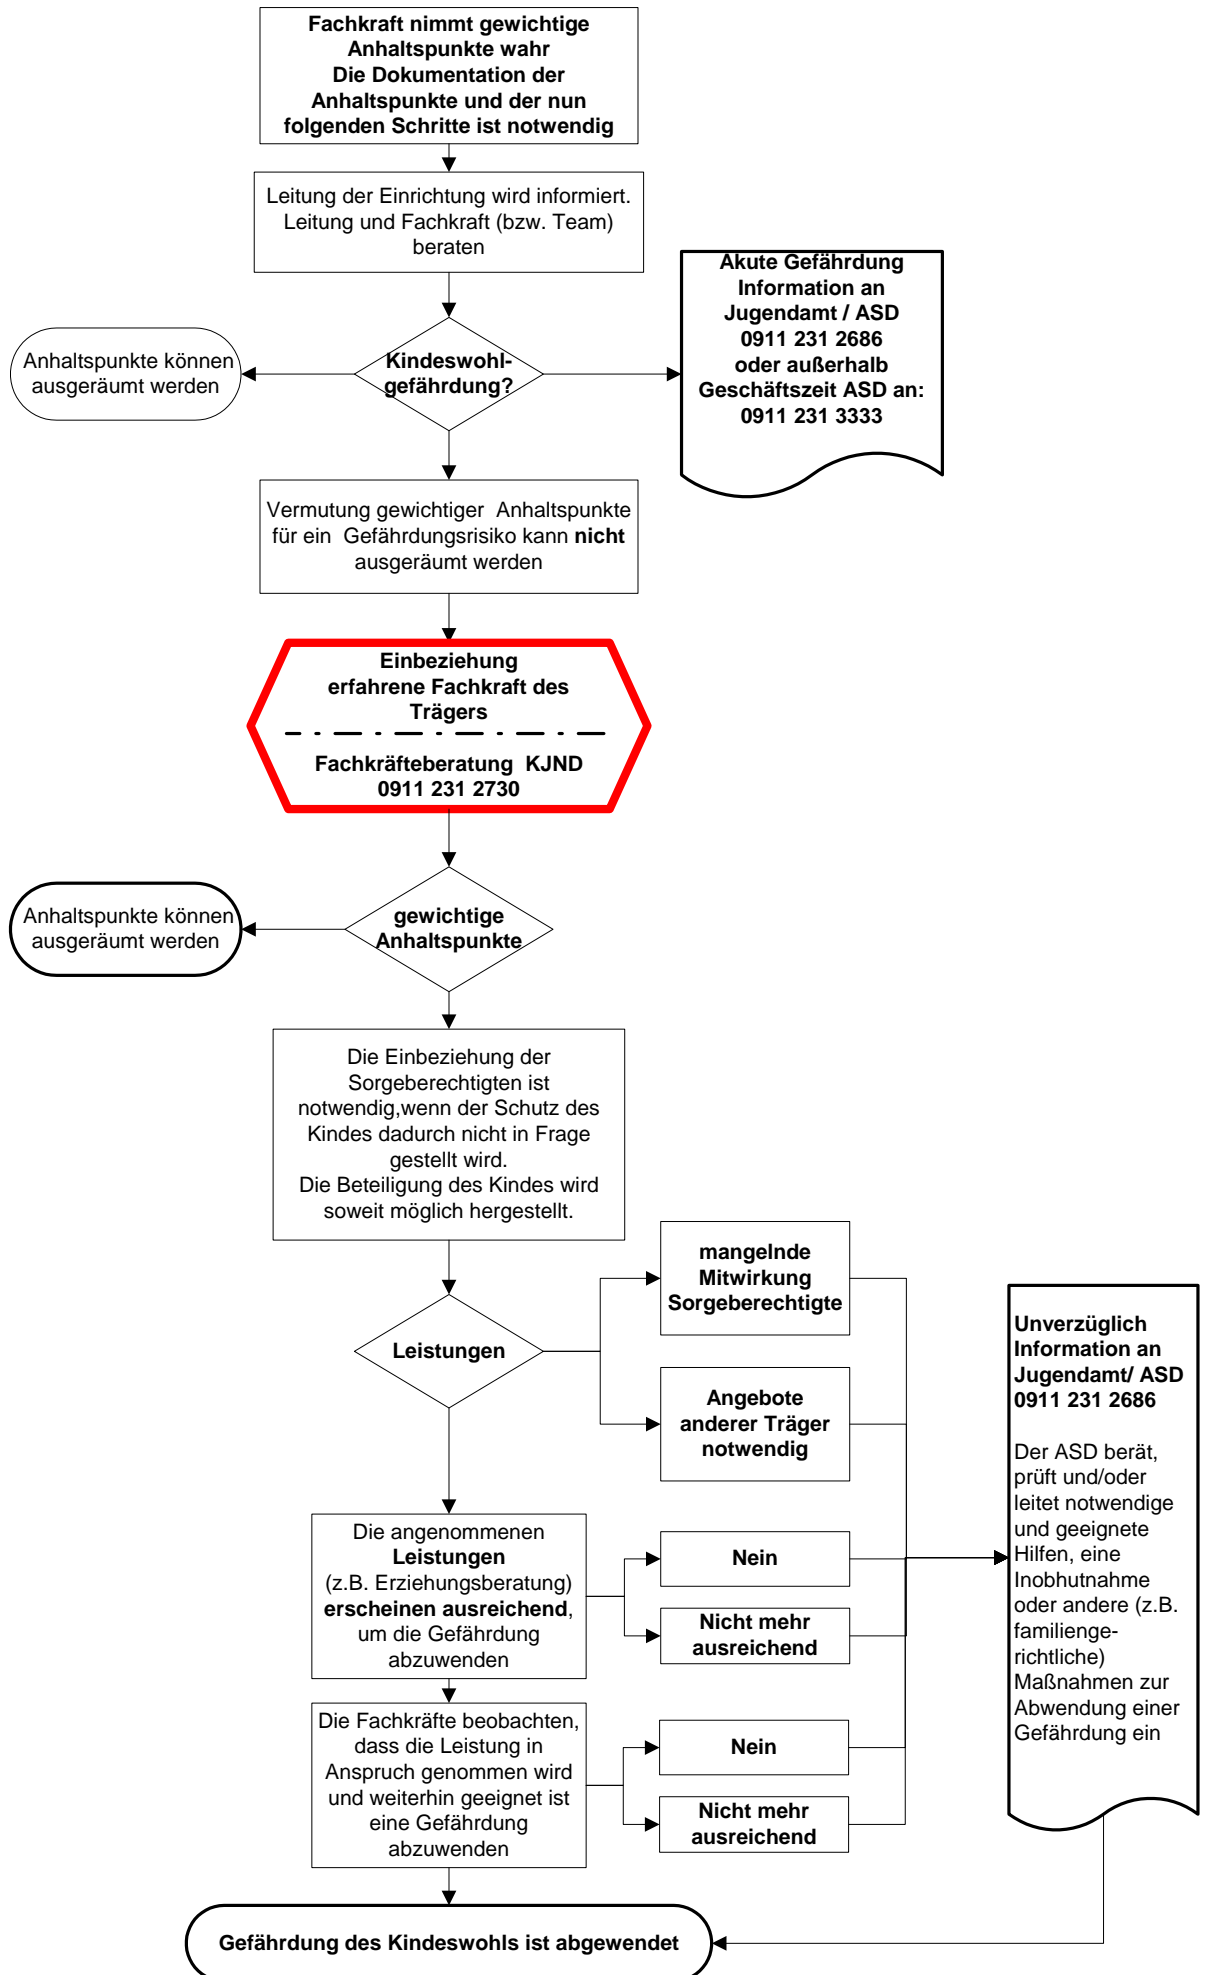 Fachkraft nimmt gewichtige
Anhaltspunkte wahr
Die Dokumentation der
Anhaltspunkte und der nun
folgenden Schritte ist notwendig
Leitung der Einrichtung wird informiert.
Leitung und Fachkraft (bzw. Team)
beraten
Akute Gefährdung
Information an
Jugendamt / ASD
0911 231 2686
oder außerhalb
Geschäftszeit ASD an:
0911 231 3333
Anhaltspunkte können
ausgeräumt werden
Kindeswohl-
gefährdung?
Vermutung gewichtiger  Anhaltspunkte
für ein  Gefährdungsrisiko kann nicht
ausgeräumt werden
Einbeziehung
erfahrene Fachkraft des
Trägers
Fachkräfteberatung  KJND
0911 231 2730
Anhaltspunkte können
ausgeräumt werden
gewichtige
Anhaltspunkte
Die Einbeziehung der
Sorgeberechtigten ist
notwendig,wenn der Schutz des
Kindes dadurch nicht in Frage
gestellt wird.
Die Beteiligung des Kindes wird
soweit möglich hergestellt.
mangelnde
Mitwirkung
Sorgeberechtigte
Leistungen
Angebote
anderer Träger
notwendig
Unverzüglich
Information an
Jugendamt/ ASD
0911 231 2686
Der ASD berät,
prüft und/oder
leitet notwendige
und geeignete
Hilfen, eine
Inobhutnahme
oder andere (z.B.
familienge-
richtliche)
Maßnahmen zur
Abwendung einer
Gefährdung ein
Die angenommenen
Leistungen
(z.B. Erziehungsberatung)
erscheinen ausreichend,
um die Gefährdung
abzuwenden
Nein
Nicht mehr
ausreichend
Die Fachkräfte beobachten,
dass die Leistung in
Anspruch genommen wird
und weiterhin geeignet ist
eine Gefährdung
abzuwenden
Nein
Nicht mehr
ausreichend
Gefährdung des Kindeswohls ist abgewendet